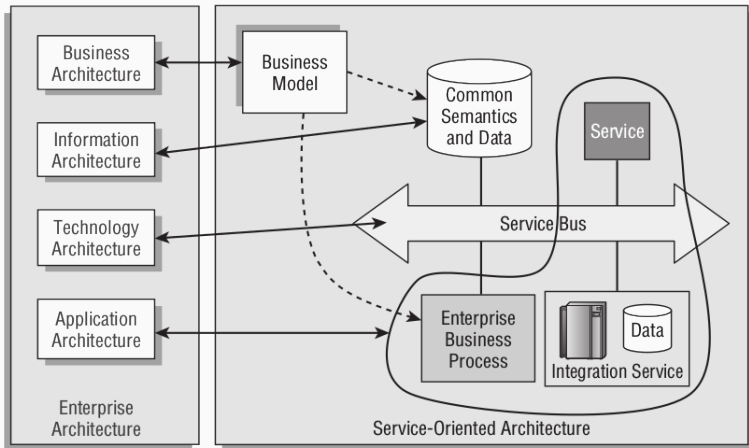 Business
Architecture
Information
Architecture
Technology
Architecture
Application
Architecture
Enterprise
Architecture
Business
Model
Common
Semantics
and Data
Service
Service Bus
Enterprise
Business
Process
Data
Integration Service
Service-Oriented Architecture